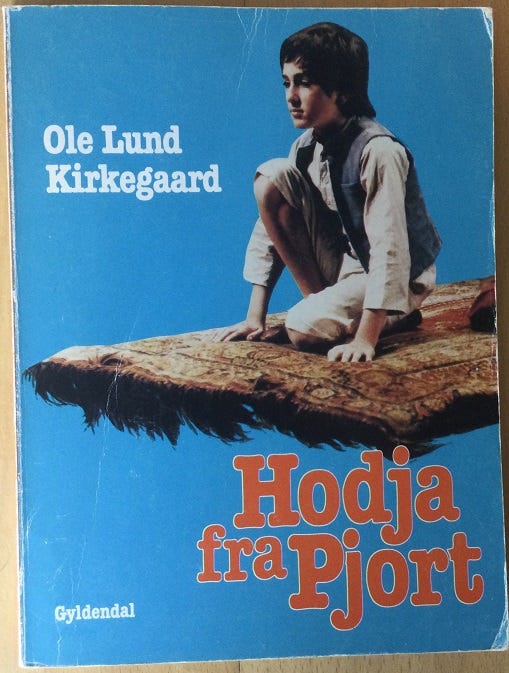 Ole Lund
Kirkegaard
Hodja
fra Pjort
Gyldendal